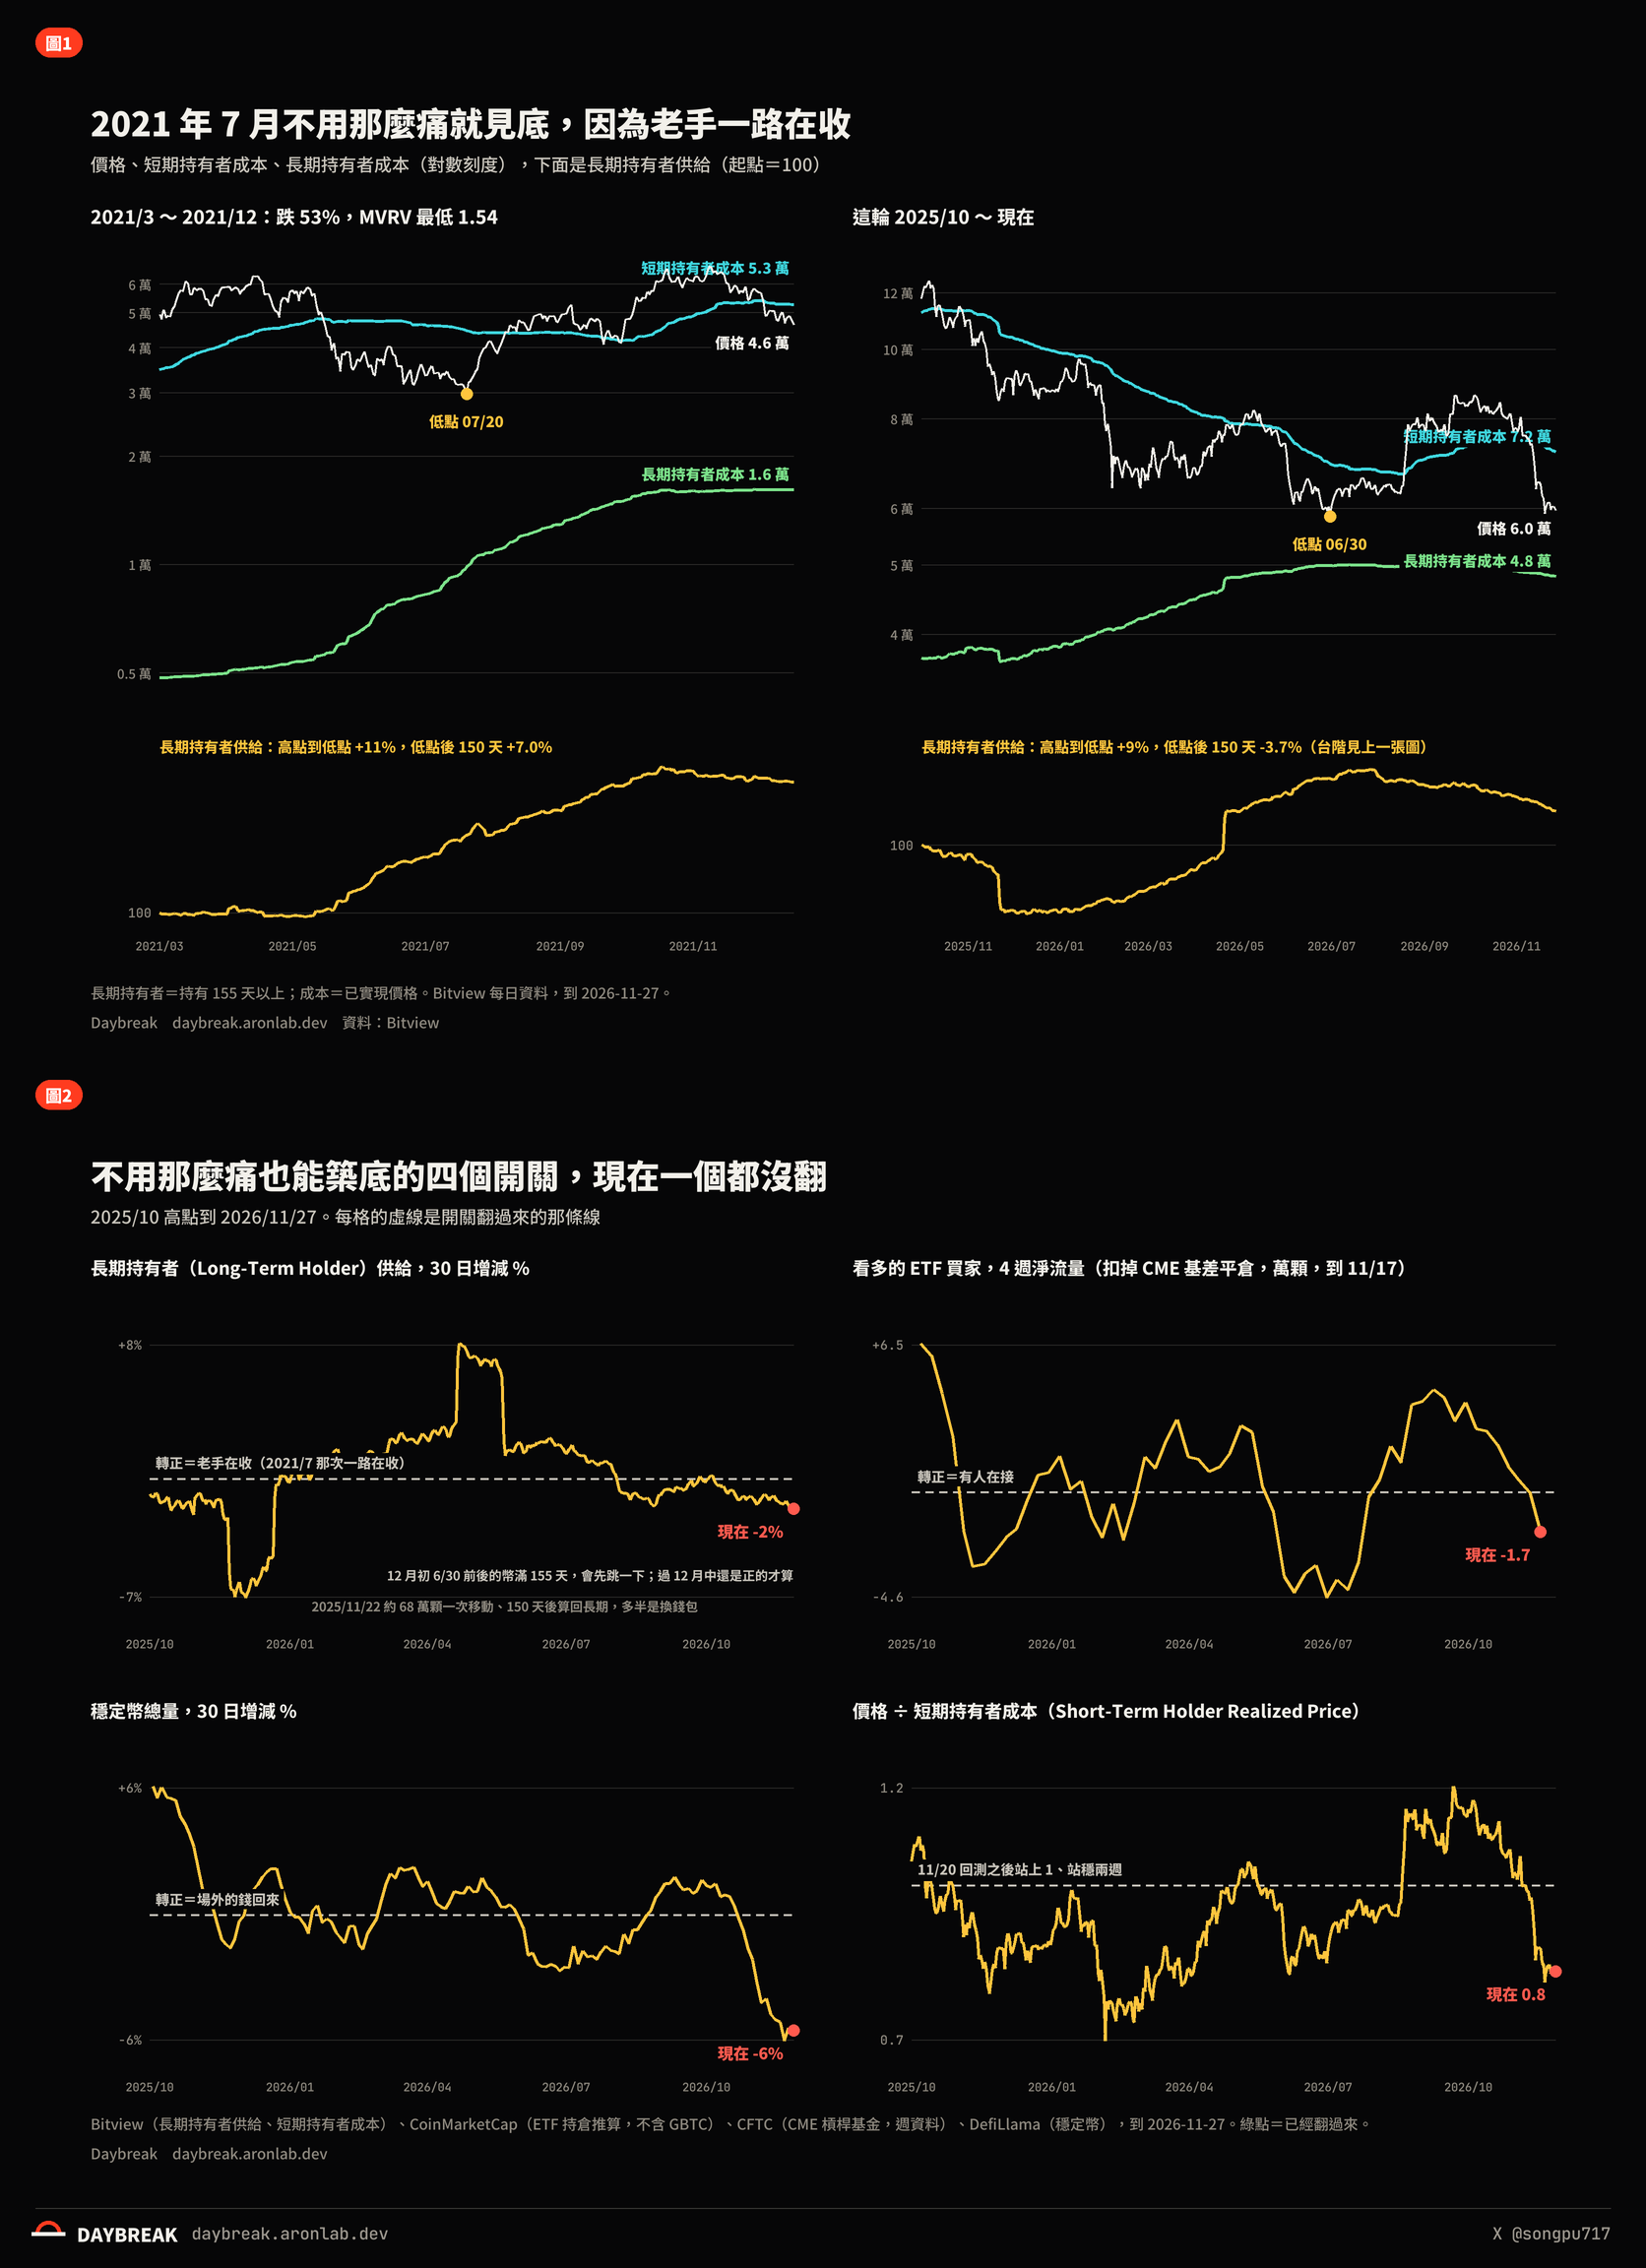 圖1
2021 年 7 月不用那麼痛就見底，因為老手一路在收
價格、短期持有者成本、長期持有者成本（對數刻度），下面是長期持有者供給（起點＝100）
2021/3 ～ 2021/12：跌 53%，MVRV 最低 1.54
6 萬
5 萬
4 萬
3 萬
2 萬
1 萬
0.5 萬
短期持有者成本 5.3 萬
價格 4.6 萬
低點 07/20
長期持有者成本 1.6 萬
長期持有者供給：高點到低點 +11%，低點後 150 天 +7.0%
100
2021/03
2021/05
2021/07
2021/09
2021/11
這輪 2025/10 ～ 現在
12 萬
10 萬
8 萬
6 萬
5 萬
4 萬
短期持有者成本 7.2 萬
價格 6.0 萬
低點 06/30
長期持有者成本 4.8 萬
長期持有者供給：高點到低點 +9%，低點後 150 天 -3.7%（台階見上一張圖）
100
2025/11
2026/01
2026/03
2026/05
2026/07
2026/09
2026/11
長期持有者＝持有 155 天以上；成本＝已實現價格。Bitview 每日資料，到 2026-11-27。
Daybreak daybreak.aronlab.dev 資料：Bitview
圖2
不用那麼痛也能築底的四個開關，現在一個都沒翻
2025/10 高點到 2026/11/27。每格的虛線是開關翻過來的那條線
長期持有者（Long-Term Holder）供給，30 日增減 %
+8%
轉正＝老手在收（2021/7 那次一路在收）
現在 -2%
12 月初 6/30 前後的幣滿 155 天，會先跳一下；過 12 月中還是正的才算
-7%
2025/11/22 約 68 萬顆一次移動、150 天後算回長期，多半是換錢包
2025/10
2026/01
2026/04
2026/07
2026/10
看多的 ETF 買家，4 週淨流量（扣掉 CME 基差平倉，萬顆，到 11/17）
+6.5
轉正＝有人在接
現在 -1.7
-4.6
2025/10
2026/01
2026/04
2026/07
2026/10
穩定幣總量，30 日增減 %
+6%
轉正＝場外的錢回來
-6%
現在 -6%
2025/10
2026/01
2026/04
2026/07
2026/10
價格 ÷ 短期持有者成本（Short-Term Holder Realized Price）
1.2
11/20 回測之後站上 1、站穩兩週
現在 0.8
0.7
2025/10
2026/01
2026/04
2026/07
2026/10
Bitview（長期持有者供給、短期持有者成本）、CoinMarketCap（ETF 持倉推算，不含 GBTC）、CFTC（CME 槓桿基金，週資料）、DefiLlama（穩定幣），到 2026-11-27。綠點＝已經翻過來。
Daybreak daybreak.aronlab.dev
DAYBREAK daybreak.aronlab.dev
X @songpu717